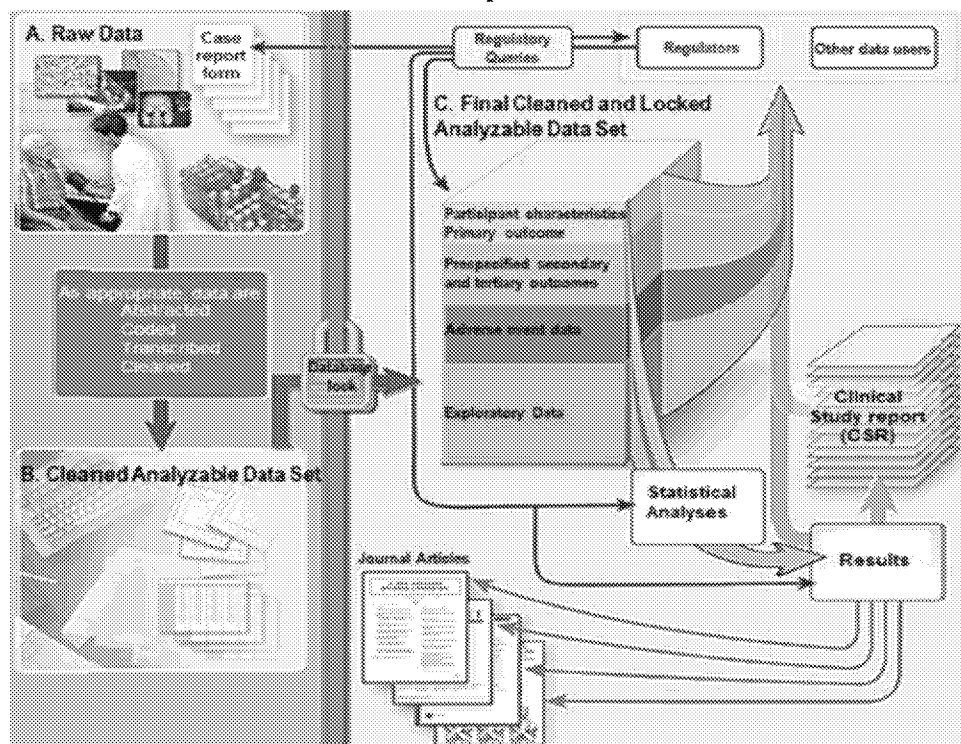 A. Raw Data
Case
report
form
Regulatory
Queries
Regulators
Other data users
C. Final Cleaned and Locked
Analyzable Data Set
Participant characteristics
Primary outcome
Prespecified secondary
and tertiary outcomes
Adverse event data
Exploratory Data
As appropriate, data are
Abstracted
Coded
Transcribed
Cleaned
Database
lock
B. Cleaned Analyzable Data Set
Clinical
Study report
(CSR)
Statistical
Analyses
Results
Journal Articles